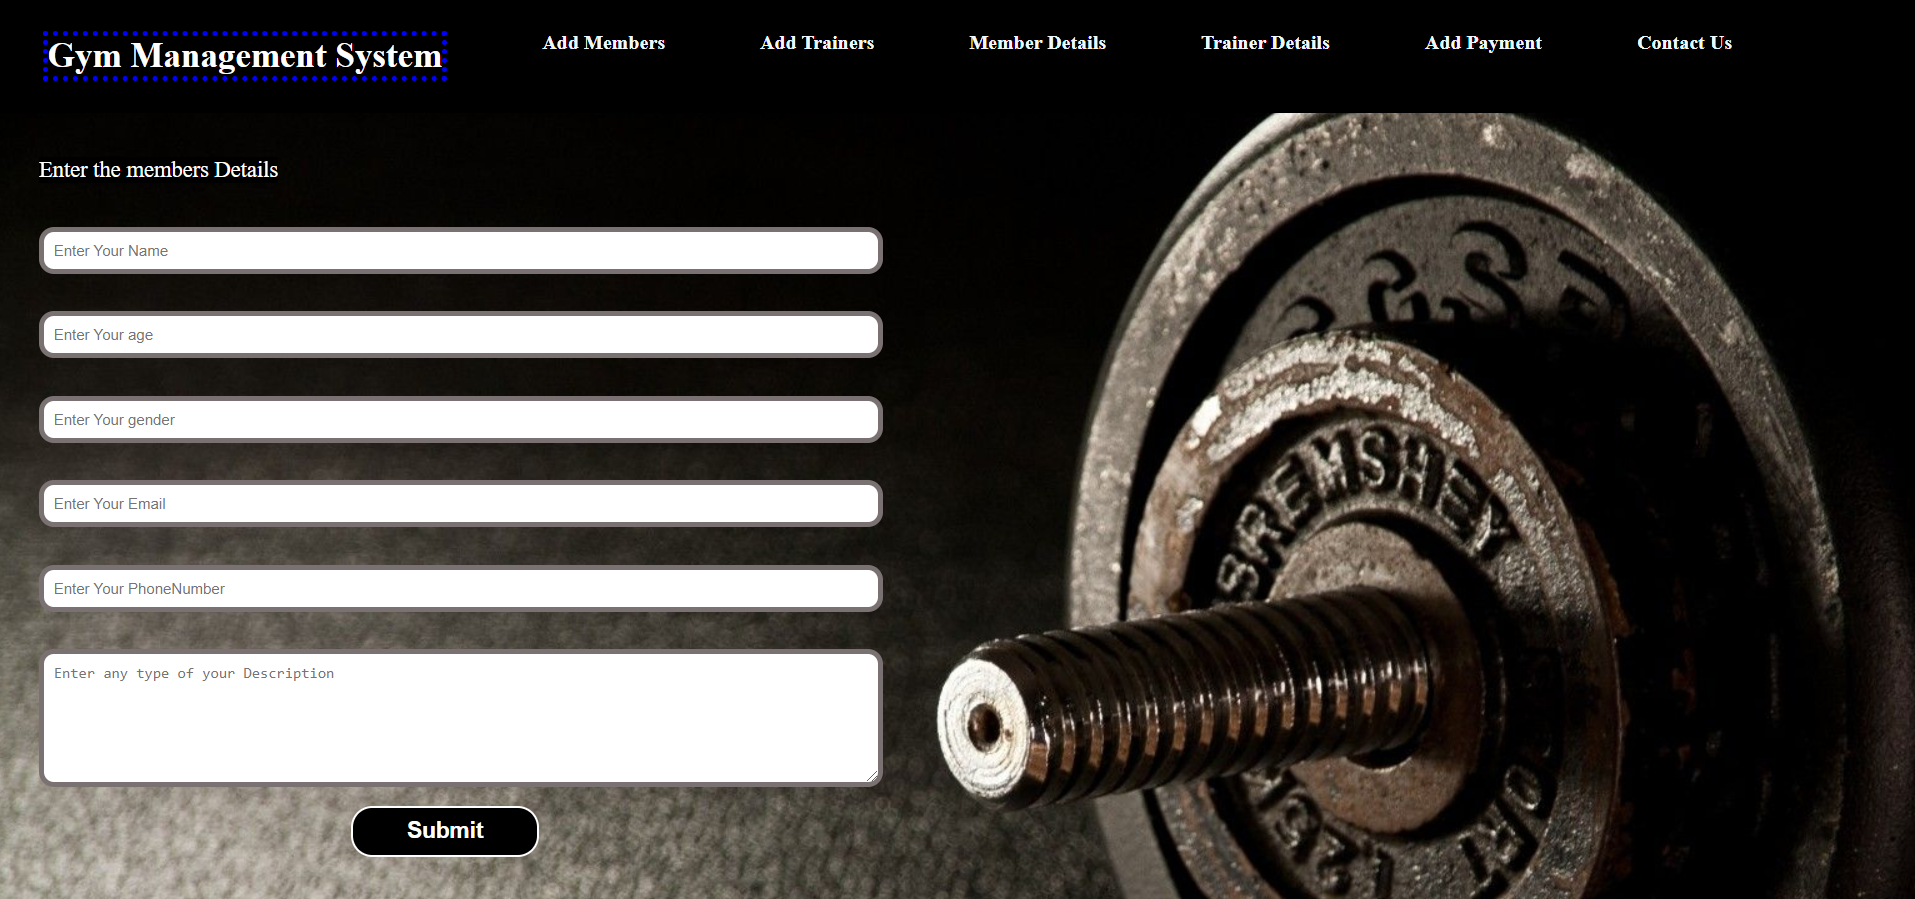 Gym Management System
Add Members
Add Trainers
Member Details
Trainer Details
Add Payment
Contact Us
Enter the members Details
Enter Your Name
Enter Your age
Enter Your gender
Enter Your Email
Enter Your PhoneNumber
Enter any type of your Description
Submit
BREMSHEY